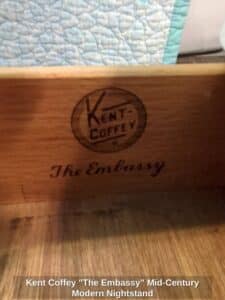 KENT-
COFFEY
The Embassy
Kent Coffey "The Embassy" Mid-Century
Modern Nightstand